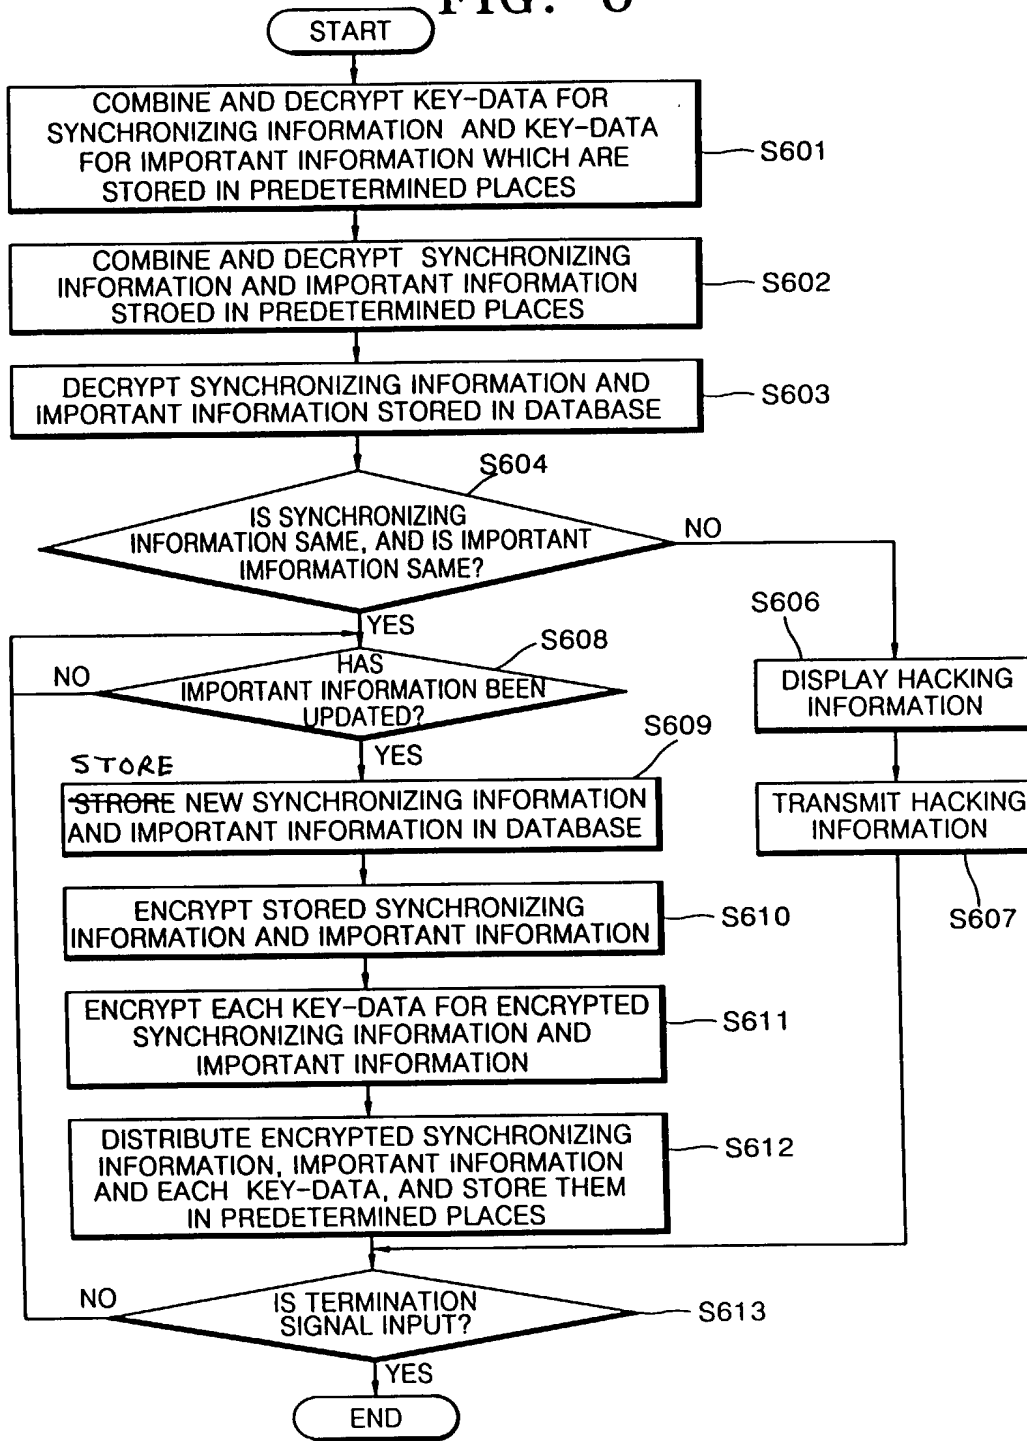 FIG. 6
START
COMBINE AND DECRYPT KEY-DATA FOR
SYNCHRONIZING INFORMATION AND KEY-DATA
FOR IMPORTANT INFORMATION WHICH ARE
STORED IN PREDETERMINED PLACES
S601
COMBINE AND DECRYPT SYNCHRONIZING
INFORMATION AND IMPORTANT INFORMATION
STROED IN PREDETERMINED PLACES
S602
DECRYPT SYNCHRONIZING INFORMATION AND
IMPORTANT INFORMATION STORED IN DATABASE
S603
S604
IS SYNCHRONIZING
INFORMATION SAME, AND IS IMPORTANT
IMFORMATION SAME?
NO
YES
S606
DISPLAY HACKING
INFORMATION
TRANSMIT HACKING
INFORMATION
S607
S608
HAS
IMPORTANT INFORMATION BEEN
UPDATED?
NO
YES
S609
STORE
STRORE NEW SYNCHRONIZING INFORMATION
AND IMPORTANT INFORMATION IN DATABASE
ENCRYPT STORED SYNCHRONIZING
INFORMATION AND IMPORTANT INFORMATION
S610
ENCRYPT EACH KEY-DATA FOR ENCRYPTED
SYNCHRONIZING INFORMATION AND
IMPORTANT INFORMATION
S611
DISTRIBUTE ENCRYPTED SYNCHRONIZING
INFORMATION, IMPORTANT INFORMATION
AND EACH KEY-DATA, AND STORE THEM
IN PREDETERMINED PLACES
S612
NO
IS TERMINATION
SIGNAL INPUT?
S613
YES
END